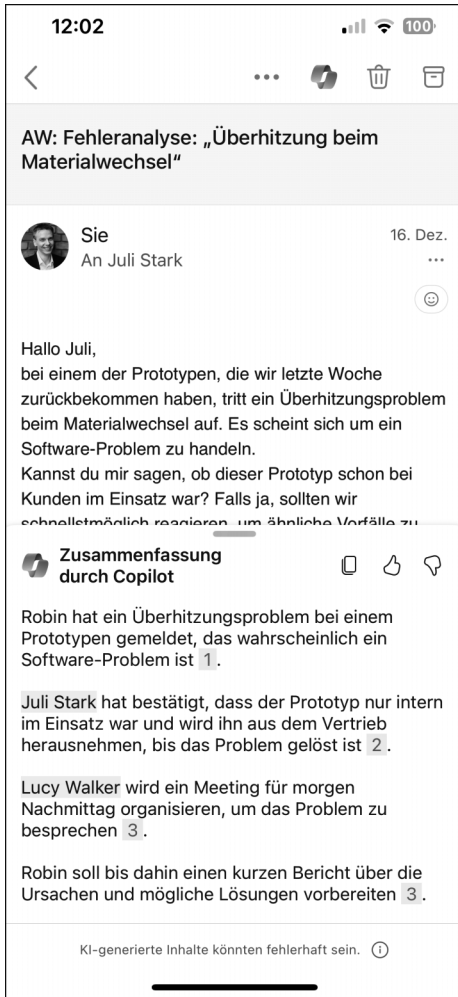 12:02
100
AW: Fehleranalyse: „Überhitzung beim
Materialwechsel“
Sie
16. Dez.
An Juli Stark
Hallo Juli,
bei einem der Prototypen, die wir letzte Woche
zurückbekommen haben, tritt ein Überhitzungsproblem
beim Materialwechsel auf. Es scheint sich um ein
Software-Problem zu handeln.
Kannst du mir sagen, ob dieser Prototyp schon bei
Kunden im Einsatz war? Falls ja, sollten wir
schnellstmöglich reagieren, um ähnliche Vorfälle zu
Zusammenfassung
durch Copilot
Robin hat ein Überhitzungsproblem bei einem
Prototypen gemeldet, das wahrscheinlich ein
Software-Problem ist 1.
Juli Stark hat bestätigt, dass der Prototyp nur intern
im Einsatz war und wird ihn aus dem Vertrieb
herausnehmen, bis das Problem gelöst ist 2.
Lucy Walker wird ein Meeting für morgen
Nachmittag organisieren, um das Problem zu
besprechen 3.
Robin soll bis dahin einen kurzen Bericht über die
Ursachen und mögliche Lösungen vorbereiten 3.
KI-generierte Inhalte könnten fehlerhaft sein.